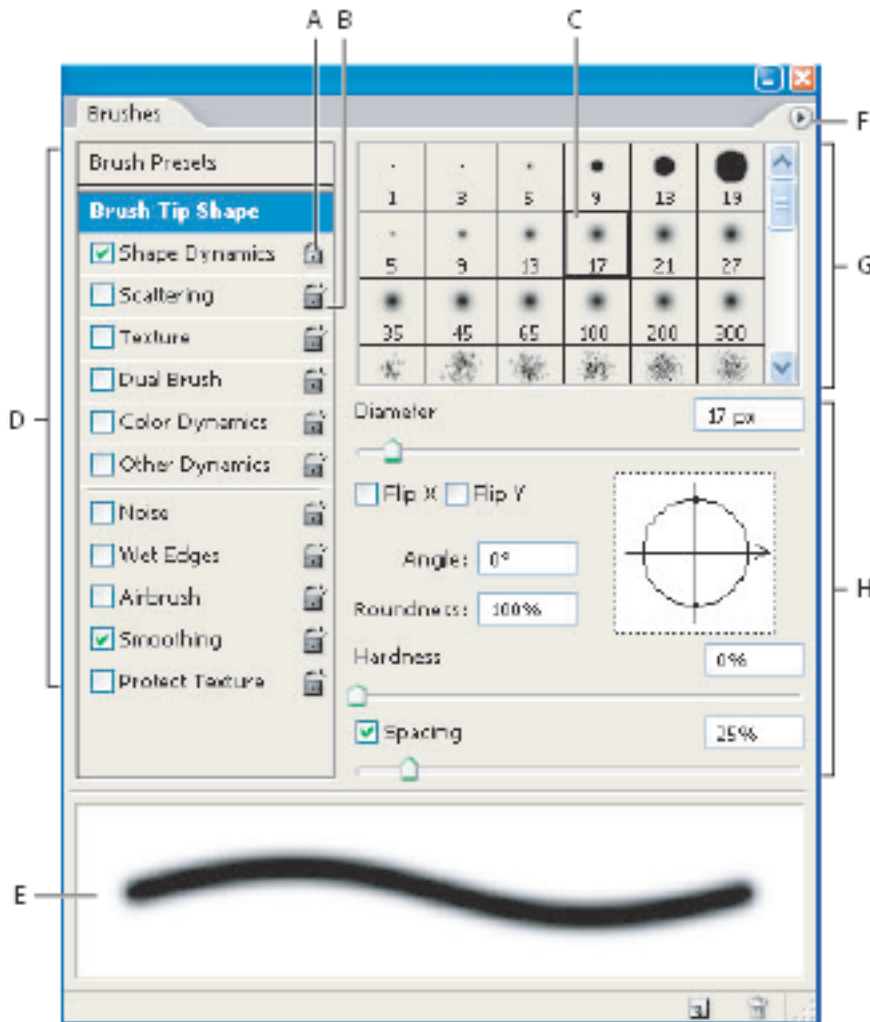 A B C
Brushes
F
Brush Presets
Brush Tip Shape
Shape Dynamics
Scattering
Texture
Dual Brush
Color Dynamics
Other Dynamics
Noise
Wet Edges
Airbrush
Smoothing
Protect Texture
D
1 3 5 9 13 19
5 9 13 17 21 27
35 45 65 100 200 300
G
Diameter 17 px
Flip X Flip Y
Angle: 0°
Roundness: 100%
Hardness 0%
Spacing 25%
H
E